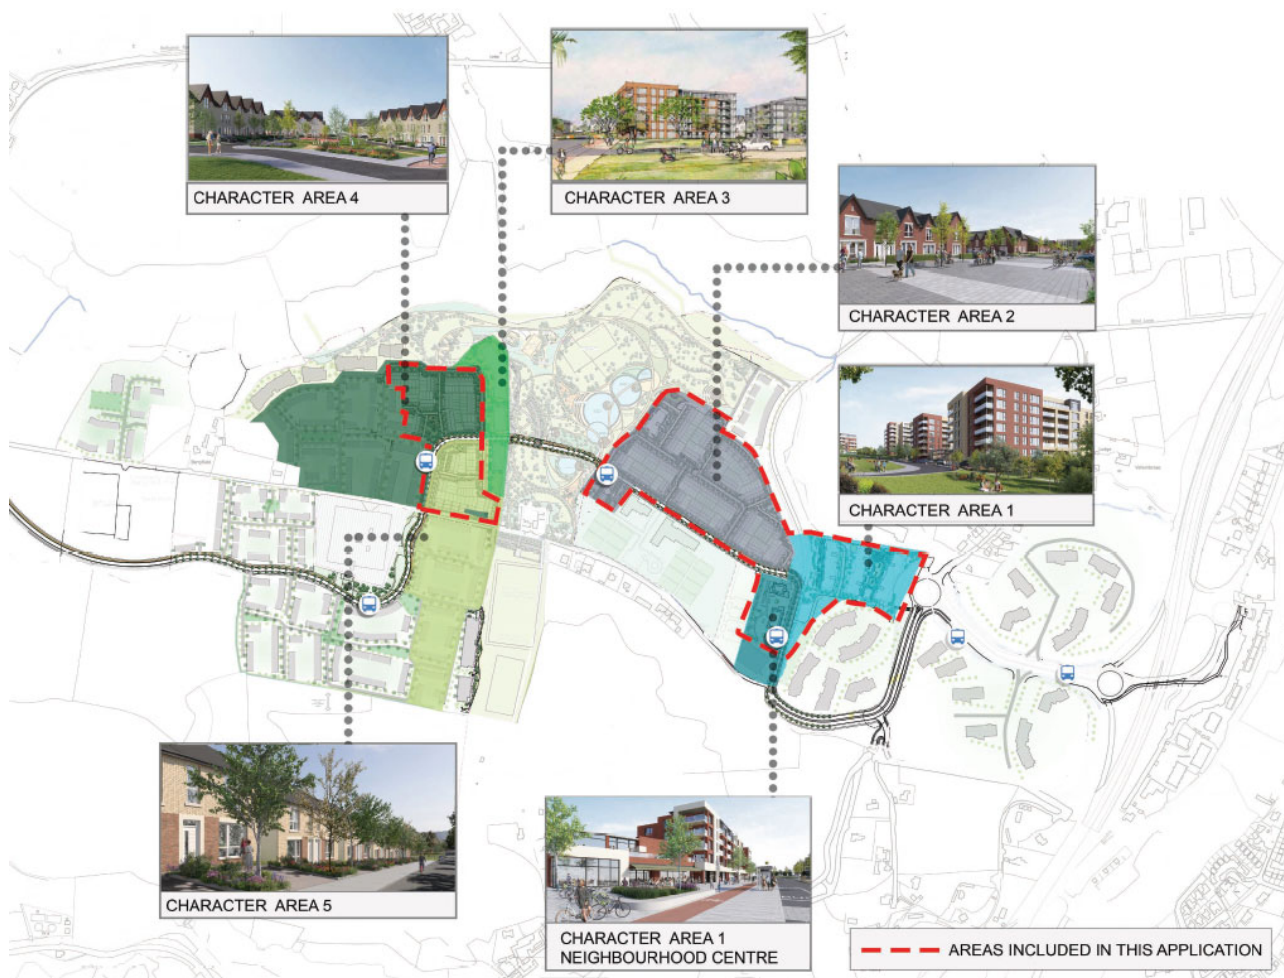 CHARACTER AREA 4
CHARACTER AREA 3
CHARACTER AREA 2
CHARACTER AREA 1
CHARACTER AREA 5
CHARACTER AREA 1
NEIGHBOURHOOD CENTRE
AREAS INCLUDED IN THIS APPLICATION